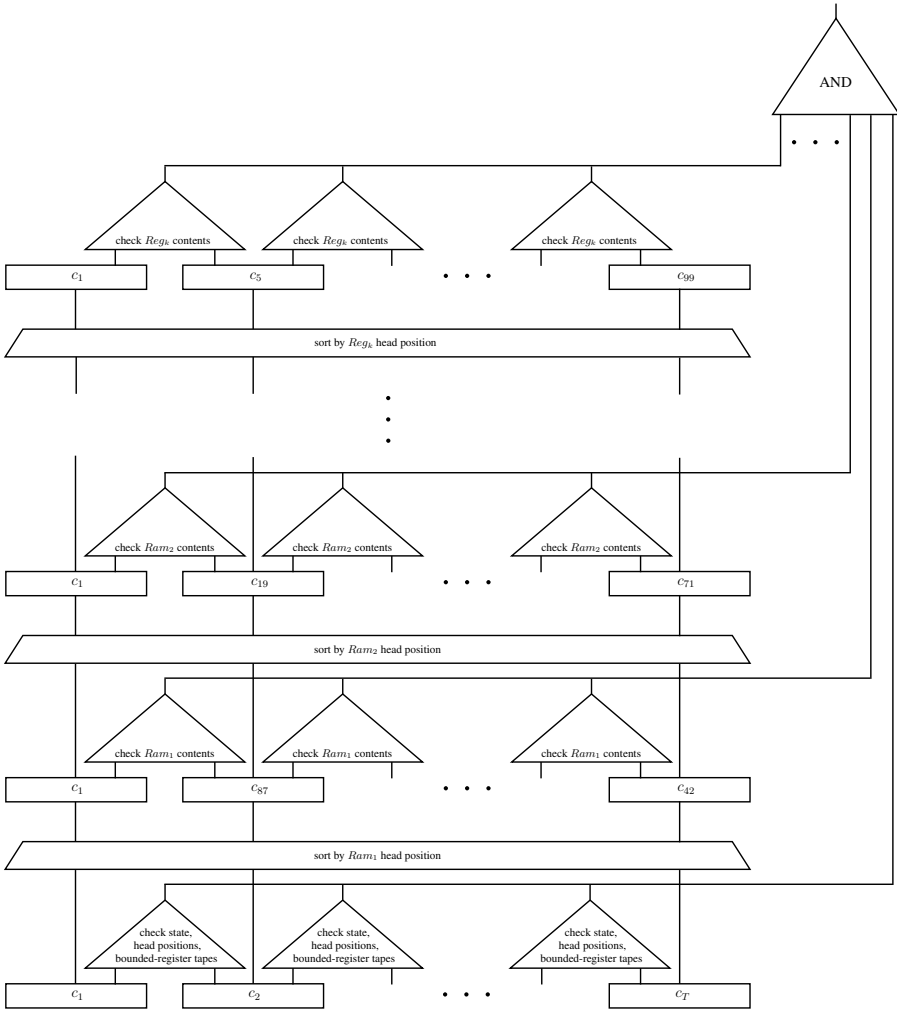 AND
check Reg_k contents
check Reg_k contents
check Reg_k contents
c_1
c_5
c_99
sort by Reg_k head position
check Ram_2 contents
check Ram_2 contents
check Ram_2 contents
c_1
c_19
c_71
sort by Ram_2 head position
check Ram_1 contents
check Ram_1 contents
check Ram_1 contents
c_1
c_87
c_42
sort by Ram_1 head position
check state,
head positions,
bounded-register tapes
check state,
head positions,
bounded-register tapes
check state,
head positions,
bounded-register tapes
c_1
c_2
c_T